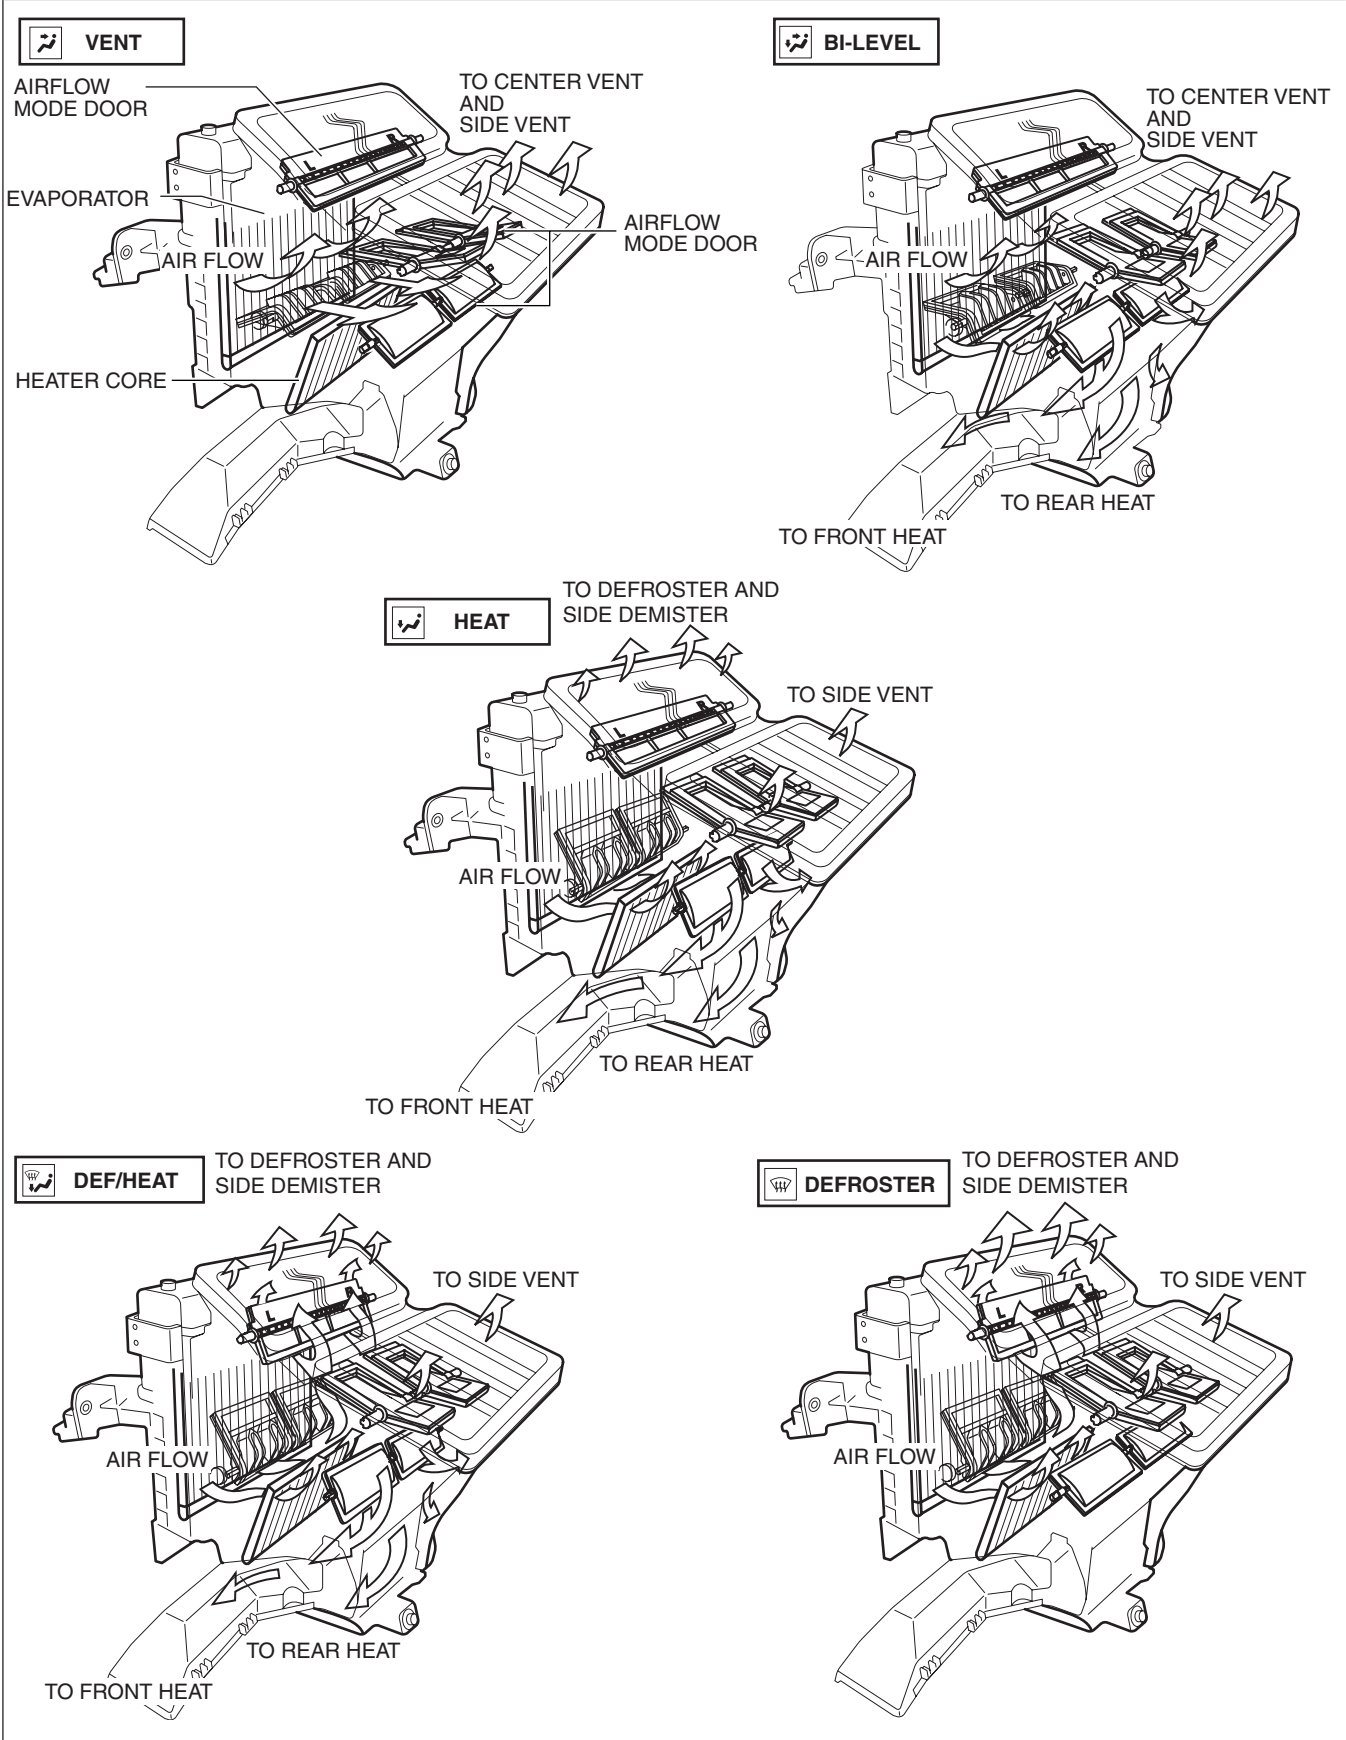 VENT
AIRFLOW
MODE DOOR
TO CENTER VENT
AND
SIDE VENT
EVAPORATOR
AIR FLOW
AIRFLOW
MODE DOOR
HEATER CORE
L
R
BI-LEVEL
TO CENTER VENT
AND
SIDE VENT
AIR FLOW
L
R
TO REAR HEAT
TO FRONT HEAT
HEAT
TO DEFROSTER AND
SIDE DEMISTER
TO SIDE VENT
L
R
AIR FLOW
TO REAR HEAT
TO FRONT HEAT
DEF/HEAT
TO DEFROSTER AND
SIDE DEMISTER
TO SIDE VENT
L
R
AIR FLOW
TO REAR HEAT
TO FRONT HEAT
DEFROSTER
TO DEFROSTER AND
SIDE DEMISTER
TO SIDE VENT
L
R
AIR FLOW